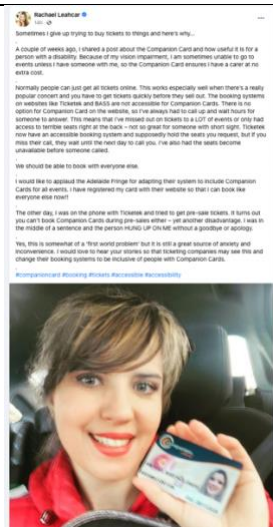 Rachael Leahcar
Sometimes I give up trying to buy tickets to things and here's why...
A couple of weeks ago, I shared a post about the Companion Card and how useful it is for a
person with a disability. Because of my vision impairment, I am sometimes unable to go to
events unless I have someone with me, so the Companion Card ensures I have a carer at no
extra cost.
Normally people can just get all tickets online. This works especially well when there's a really
popular concert and you have to get tickets quickly before they sell out. The booking systems
on websites like Ticketek and BASS are not accessible for Companion Cards. There is no
option for Companion Card on the website, so I've always had to call up and wait hours for
someone to answer. This means that I've missed out on tickets to a LOT of events or only had
access to terrible seats right at the back - not so great for someone with short sight. Ticketek
now have an accessible booking system and supposedly hold the seats you request, but if you
miss their call, they wait until the next day to call you. I've also had the seats become
unavailable before someone called.
We should be able to book with everyone else.
I would like to applaud the Adelaide Fringe for adapting their system to include Companion
Cards for all events. I have registered my card with their website so that I can book like
everyone else now!!
The other day, I was on the phone with Ticketek and tried to get pre-sale tickets. It turns out
you can't book Companion Cards during pre-sales either - yet another disadvantage. I was in
the middle of a sentence and the person HUNG UP ON ME without a goodbye or apology.
Yes, this is somewhat of a 'first world problem' but it is still a great source of anxiety and
inconvenience. I would love to hear your stories so that ticketing companies may see this and
change their booking systems to be inclusive of people with Companion Cards.
#companioncard #booking #tickets #accessible #accessibility